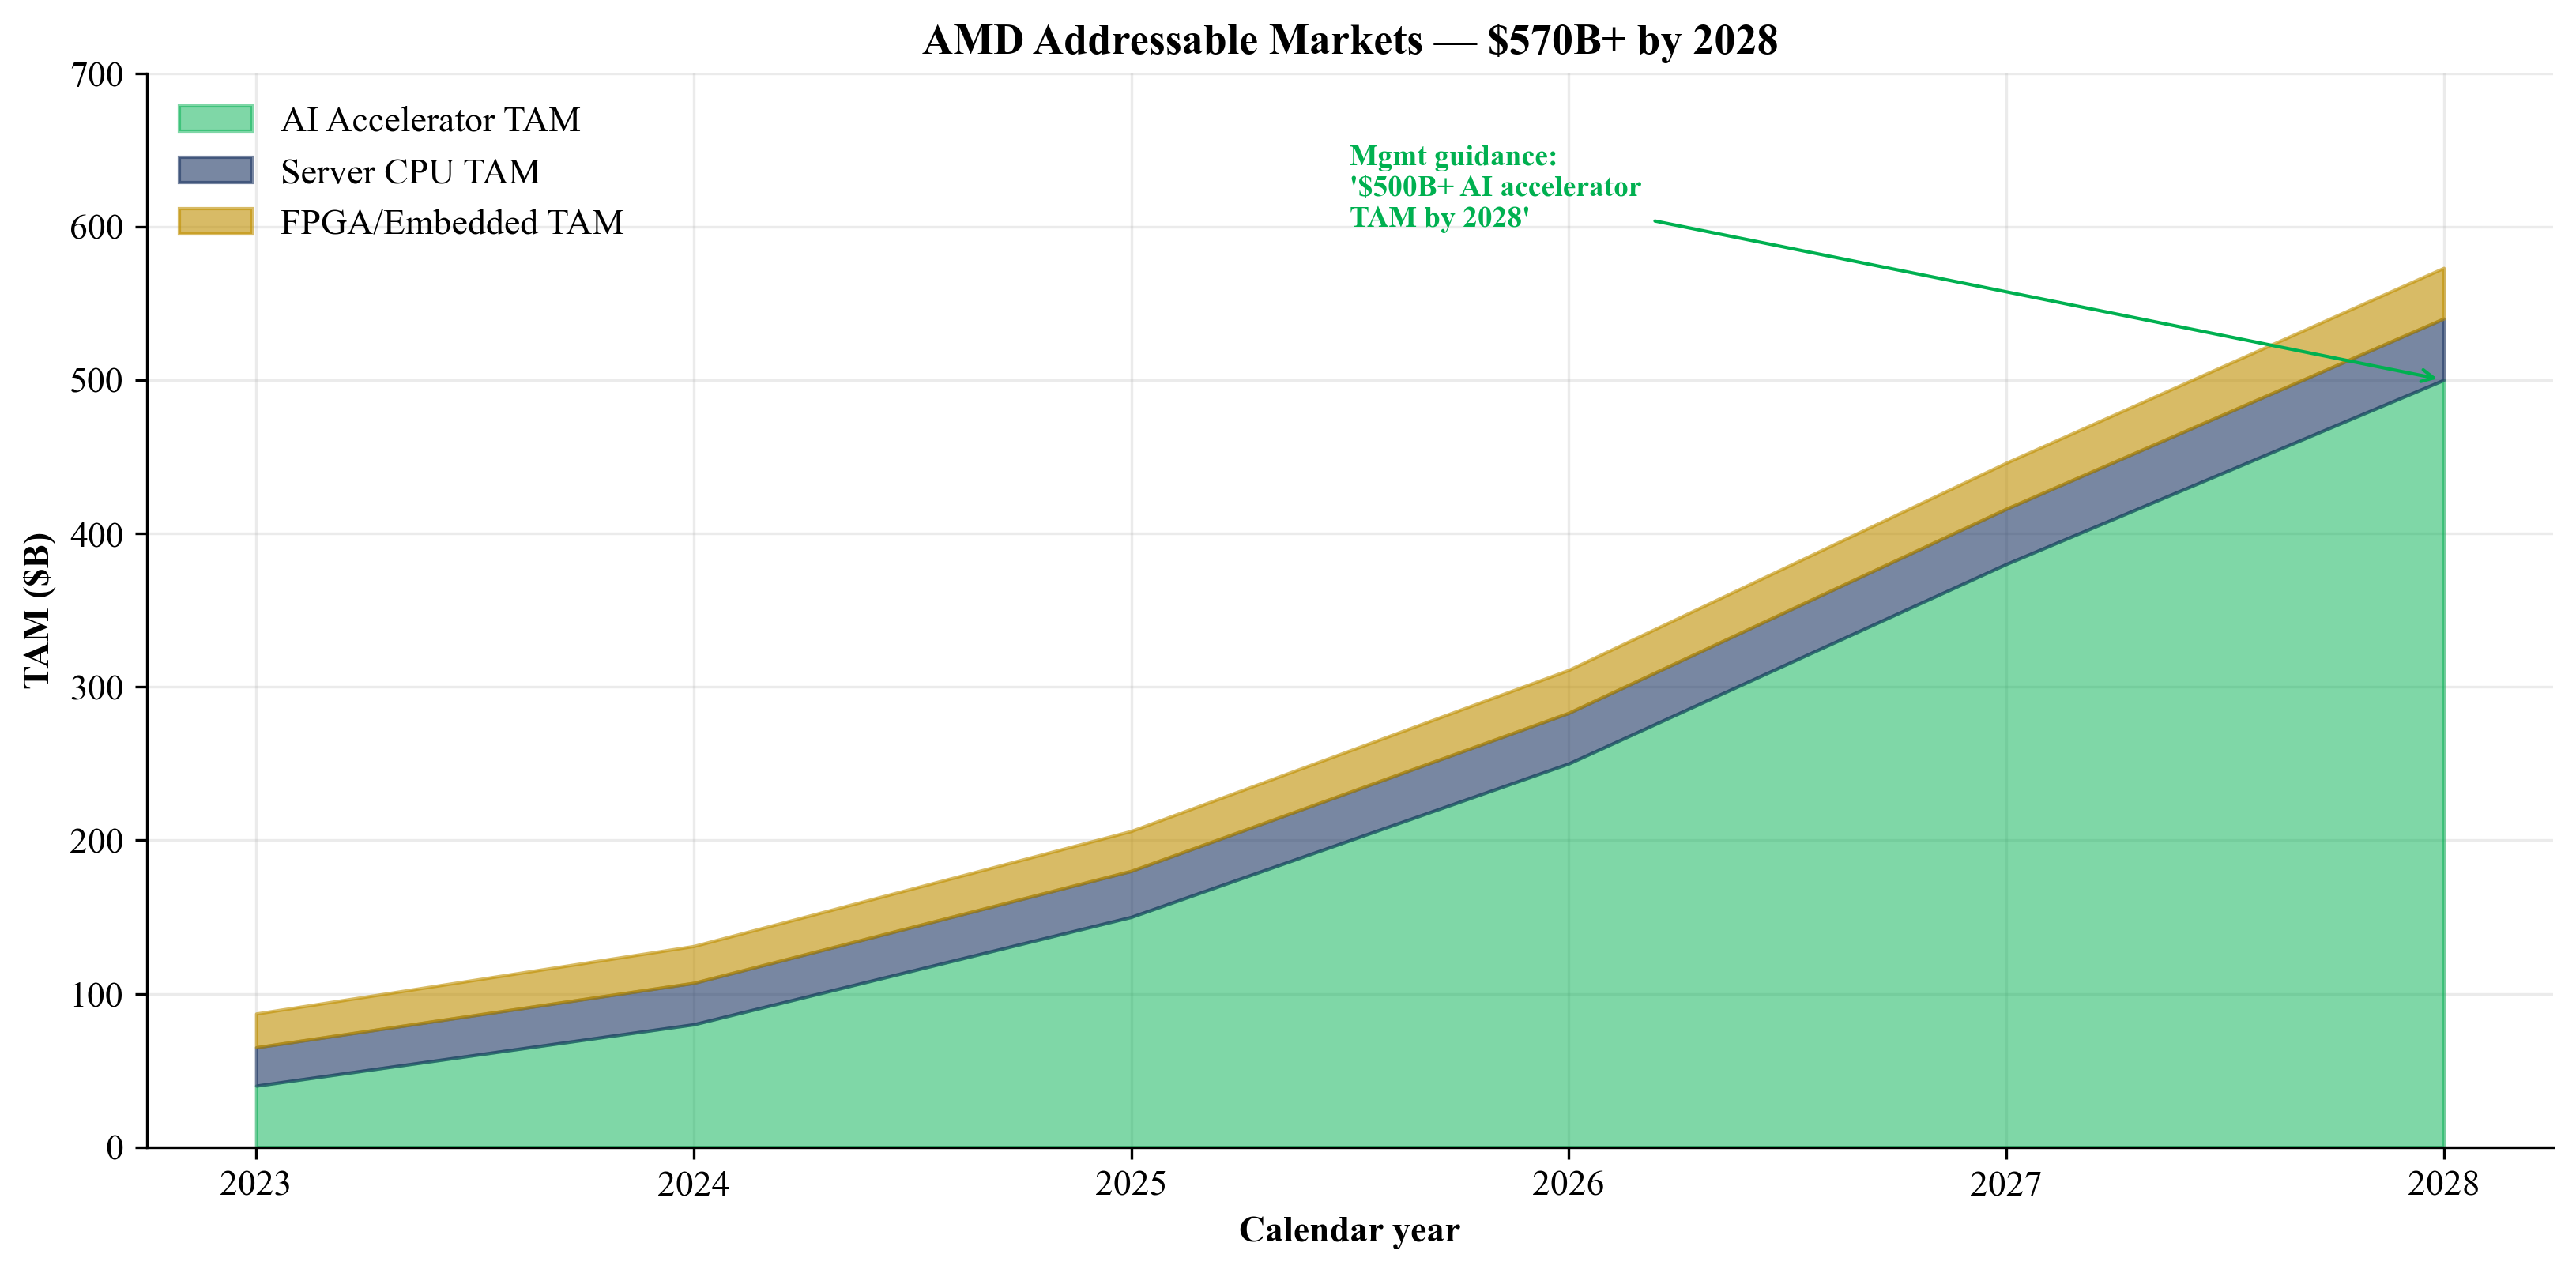 AMD Addressable Markets — $570B+ by 2028
700
600
500
400
300
200
100
0
TAM ($B)
AI Accelerator TAM
Server CPU TAM
FPGA/Embedded TAM
Mgmt guidance:
'$500B+ AI accelerator
TAM by 2028'
2023
2024
2025
2026
2027
2028
Calendar year